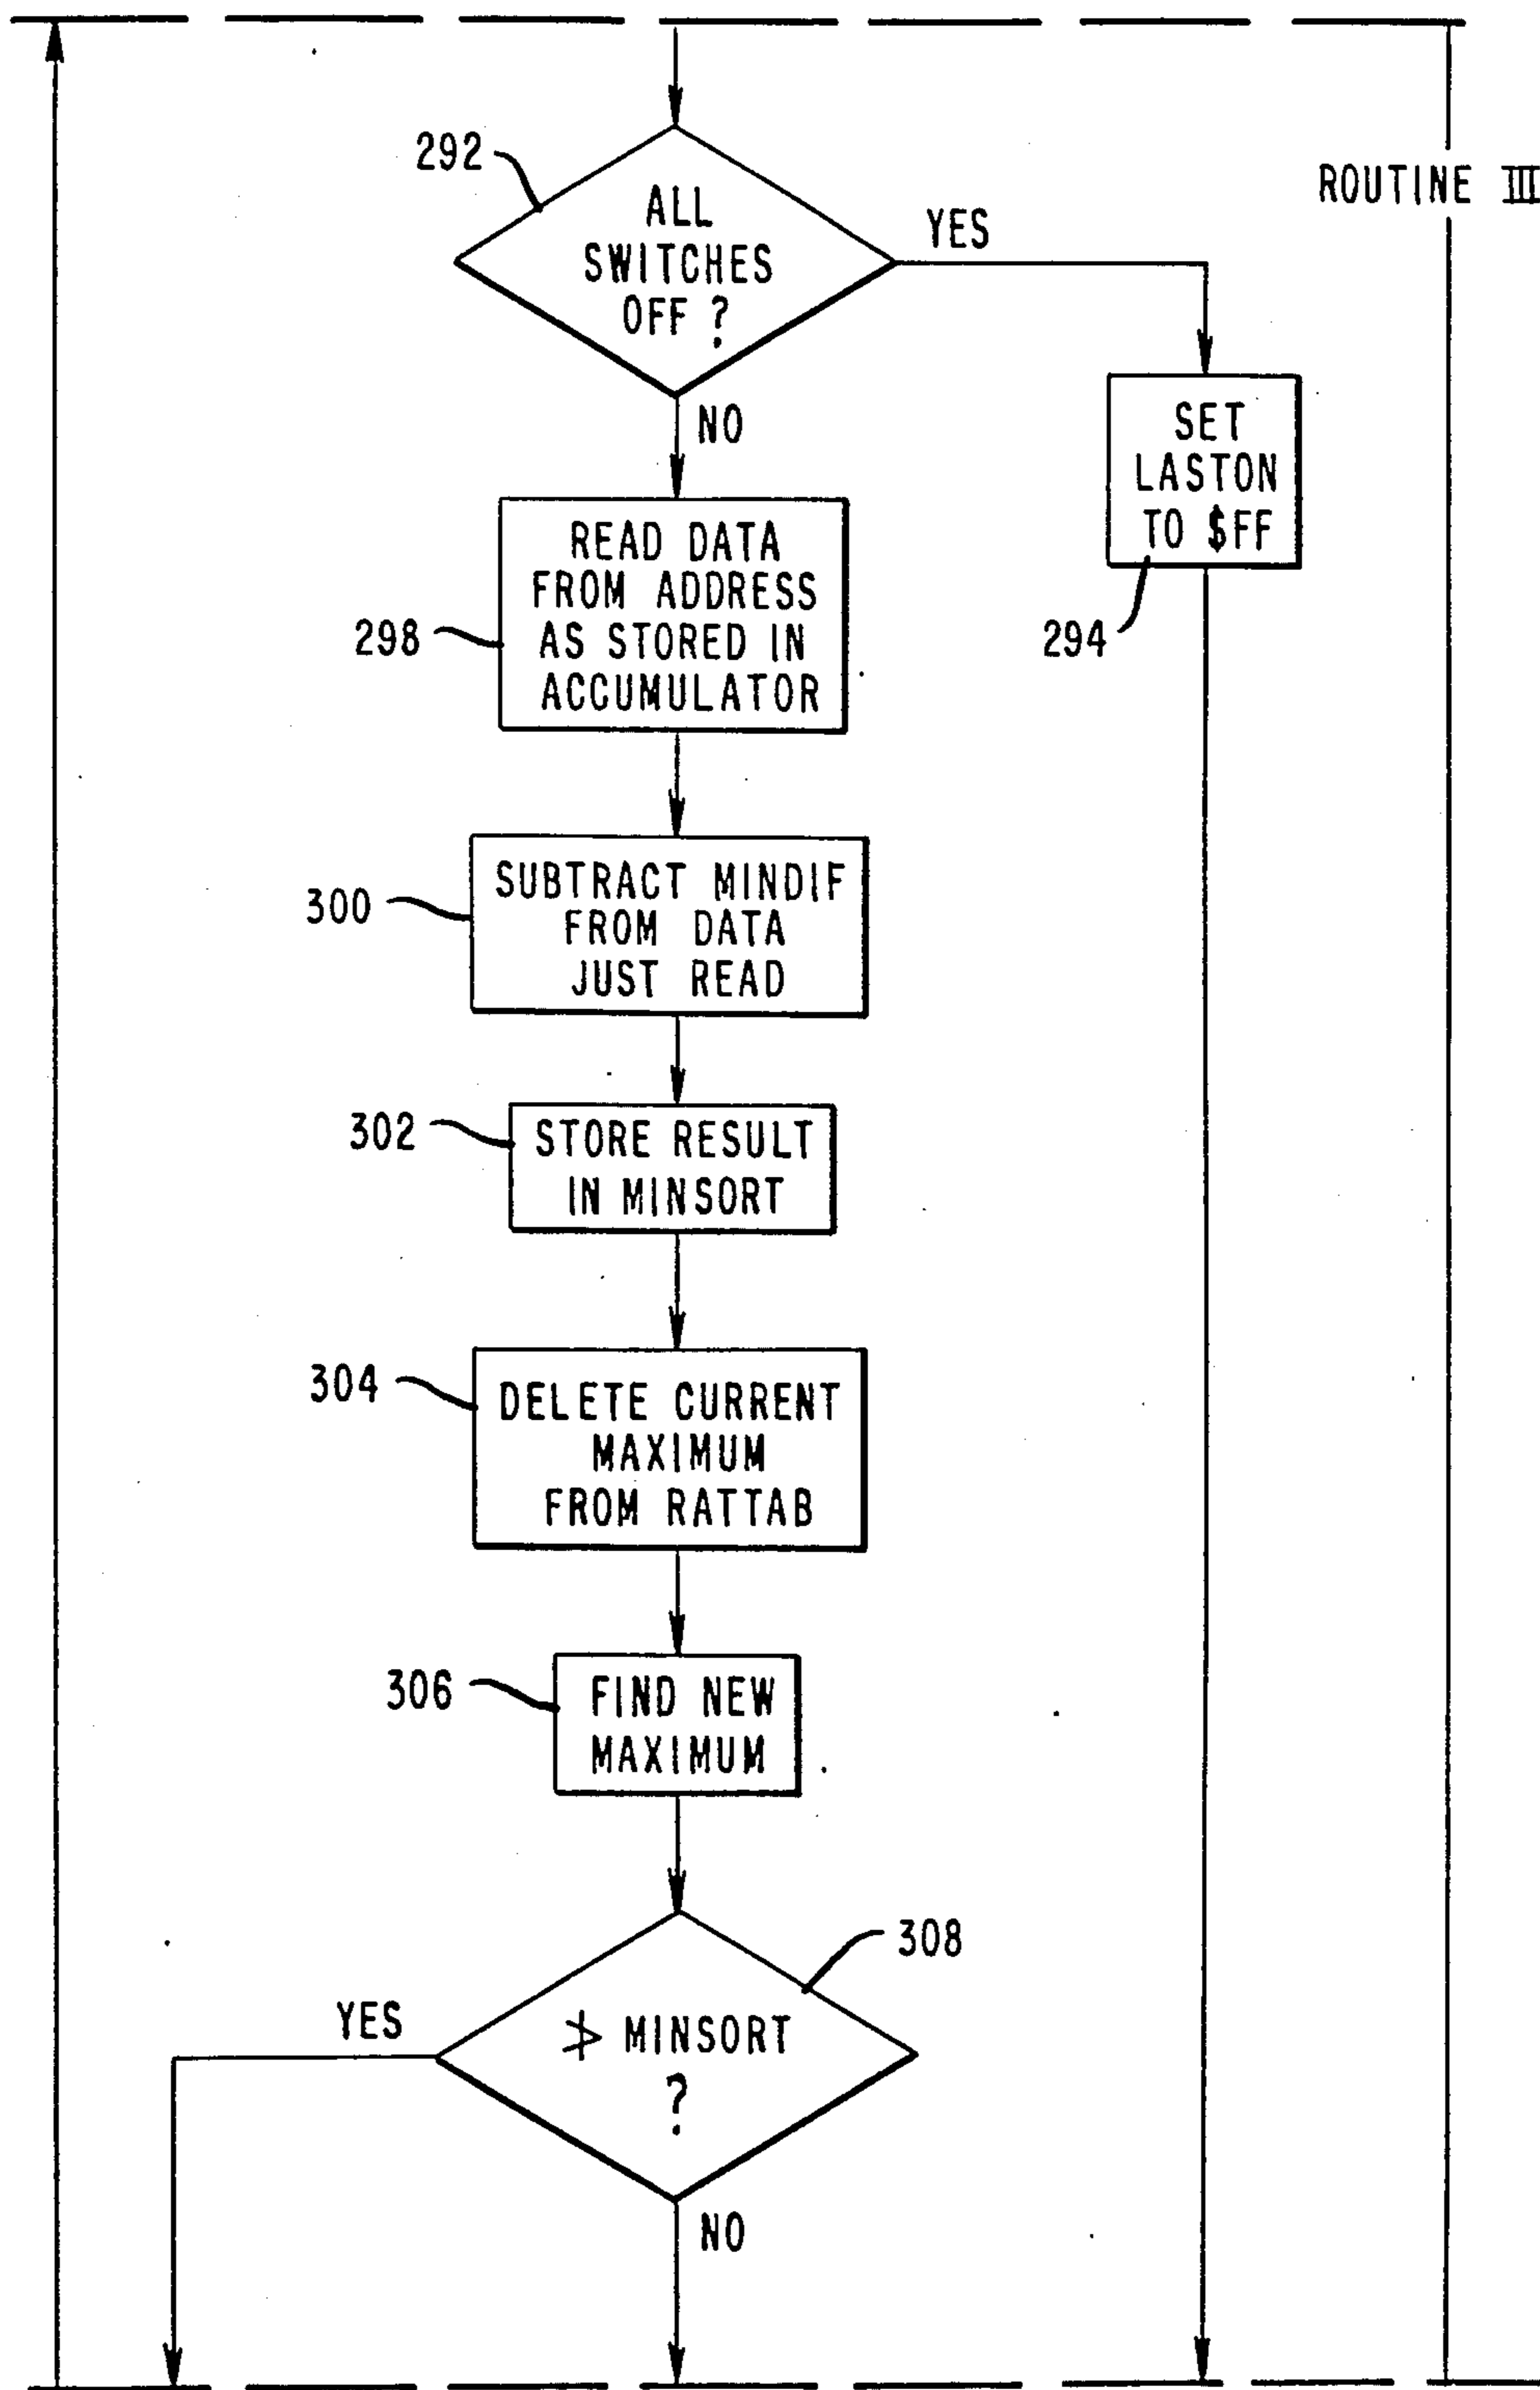 292
ALL
SWITCHES
OFF ?
YES
ROUTINE III
NO
SET
LASTON
TO $FF
294
298
READ DATA
FROM ADDRESS
AS STORED IN
ACCUMULATOR
300
SUBTRACT MINDIF
FROM DATA
JUST READ
302
STORE RESULT
IN MINSORT
304
DELETE CURRENT
MAXIMUM
FROM RATTAB
306
FIND NEW
MAXIMUM
308
YES
≯ MINSORT
?
NO